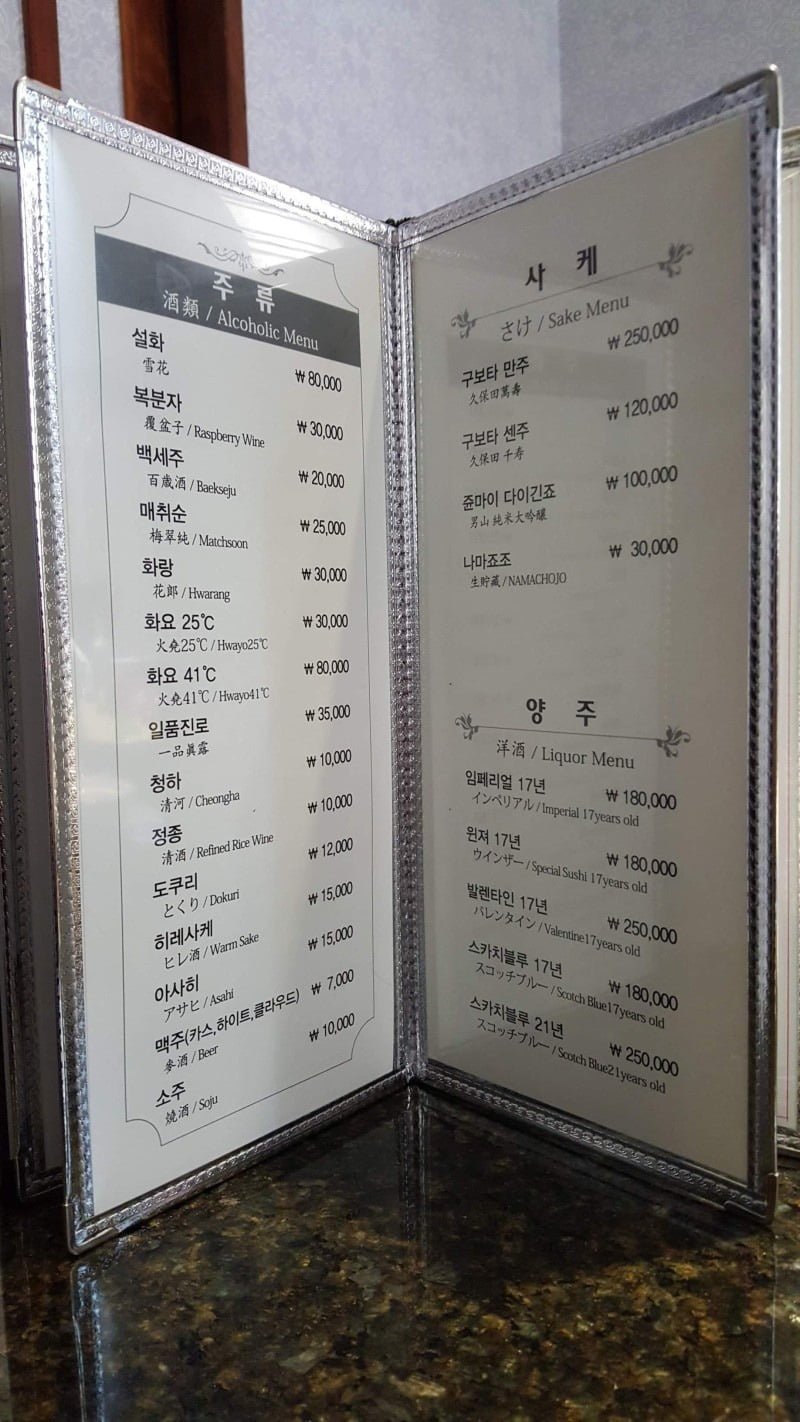 주 류
酒類 / Alcoholic Menu
설화 ₩ 80,000
雪花
복분자 ₩ 30,000
覆盆子 / Raspberry Wine
백세주 ₩ 20,000
百歳酒 / Baekseju
매취순 ₩ 25,000
梅翠純 / Matchsoon
화랑 ₩ 30,000
花郎 / Hwarang
화요 25℃ ₩ 30,000
火堯25℃ / Hwayo25℃
화요 41℃ ₩ 80,000
火堯41℃ / Hwayo41℃
일품진로 ₩ 35,000
一品眞露
청하 ₩ 10,000
清河 / Cheongha
정종 ₩ 10,000
清酒 / Refined Rice Wine
도쿠리 ₩ 12,000
とくり / Dokuri
히레사케 ₩ 15,000
ヒレ酒 / Warm Sake
아사히 ₩ 15,000
アサヒ / Asahi
맥주(카스,하이트,클라우드) ₩ 7,000
麥酒 / Beer
소주 ₩ 10,000
燒酒 / Soju
사 케
さけ / Sake Menu
구보타 만주 ₩ 250,000
久保田萬壽
구보타 센주 ₩ 120,000
久保田 千寿
쥰마이 다이긴죠 ₩ 100,000
男山 純米大吟釀
나마죠조 ₩ 30,000
生貯藏 / NAMACHOJO
양 주
洋酒 / Liquor Menu
임페리얼 17년 ₩ 180,000
インペリアル / Imperial 17years old
윈져 17년 ₩ 180,000
ウインザー / Special Sushi 17years old
발렌타인 17년 ₩ 250,000
バレンタイン / Valentine17years old
스카치블루 17년 ₩ 180,000
スコッチブルー / Scotch Blue17years old
스카치블루 21년 ₩ 250,000
スコッチブルー / Scotch Blue21years old